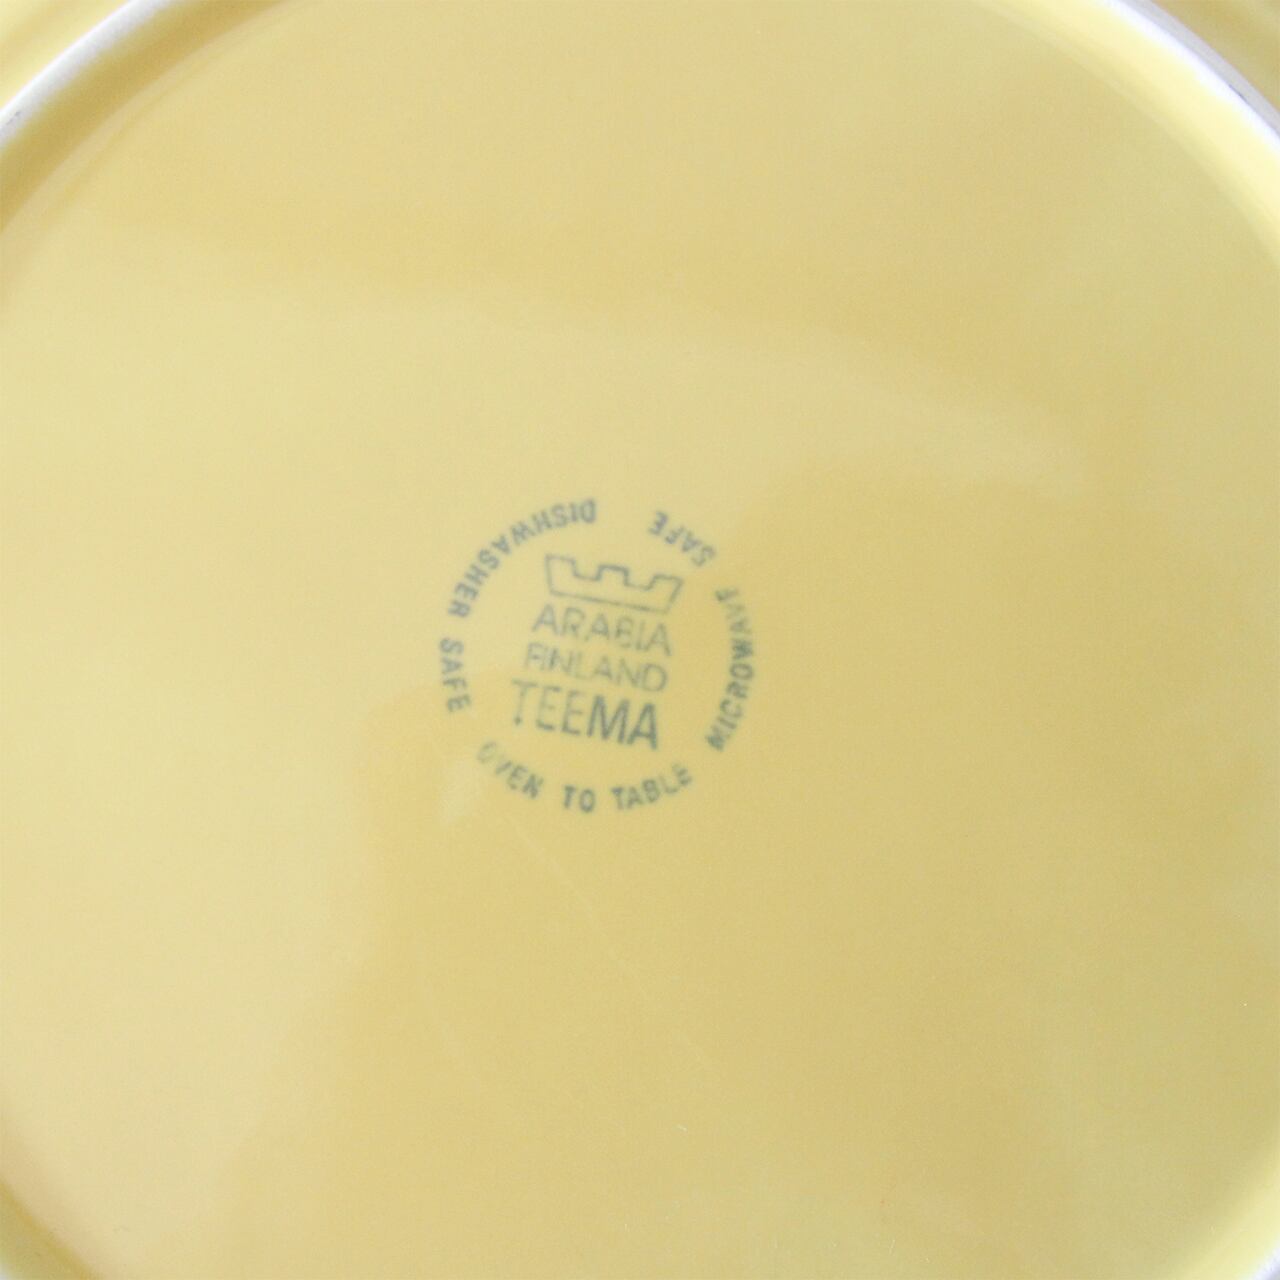 ARABIA
FINLAND
TEEMA
DISHWASHER SAFE
OVEN TO TABLE
MICROWAVE SAFE